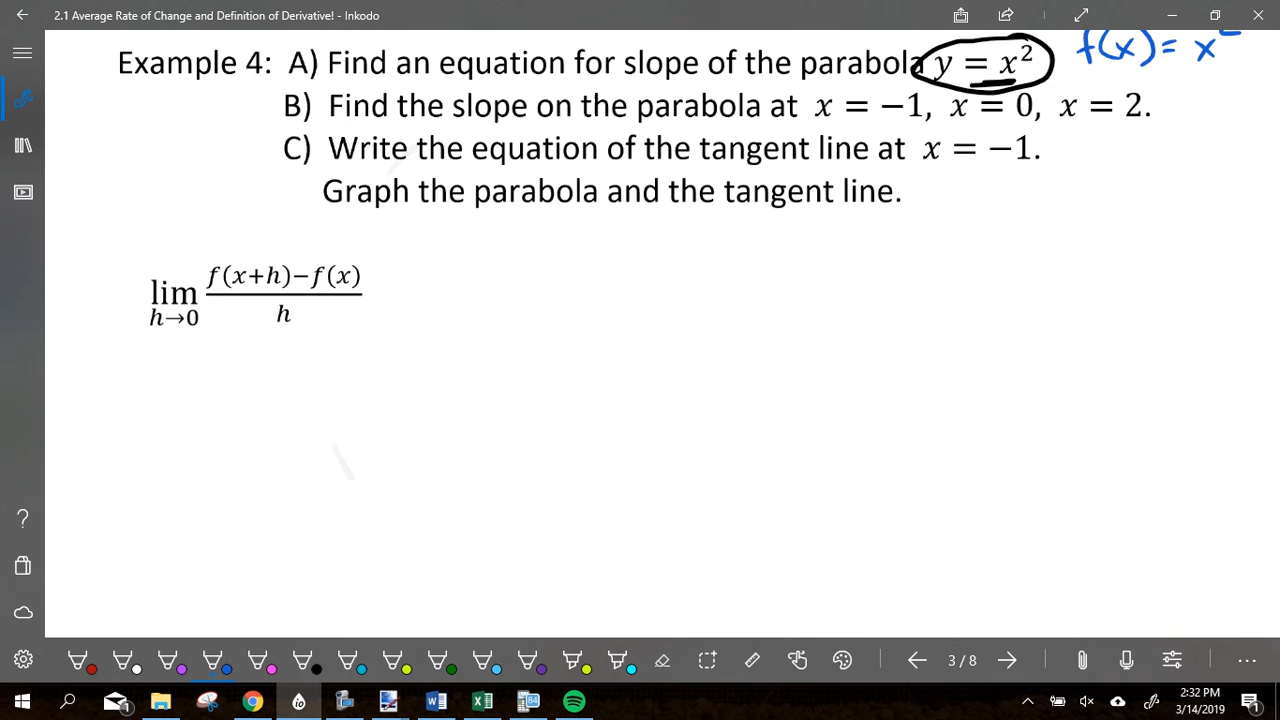 2.1 Average Rate of Change and Definition of Derivative! - Inkodo
Example 4: A) Find an equation for slope of the parabola y = x² f(x) = x²
B) Find the slope on the parabola at x = −1, x = 0, x = 2.
C) Write the equation of the tangent line at x = −1.
Graph the parabola and the tangent line.
lim h→0 f(x+h)−f(x) / h
3 / 8
2:32 PM
3/14/2019